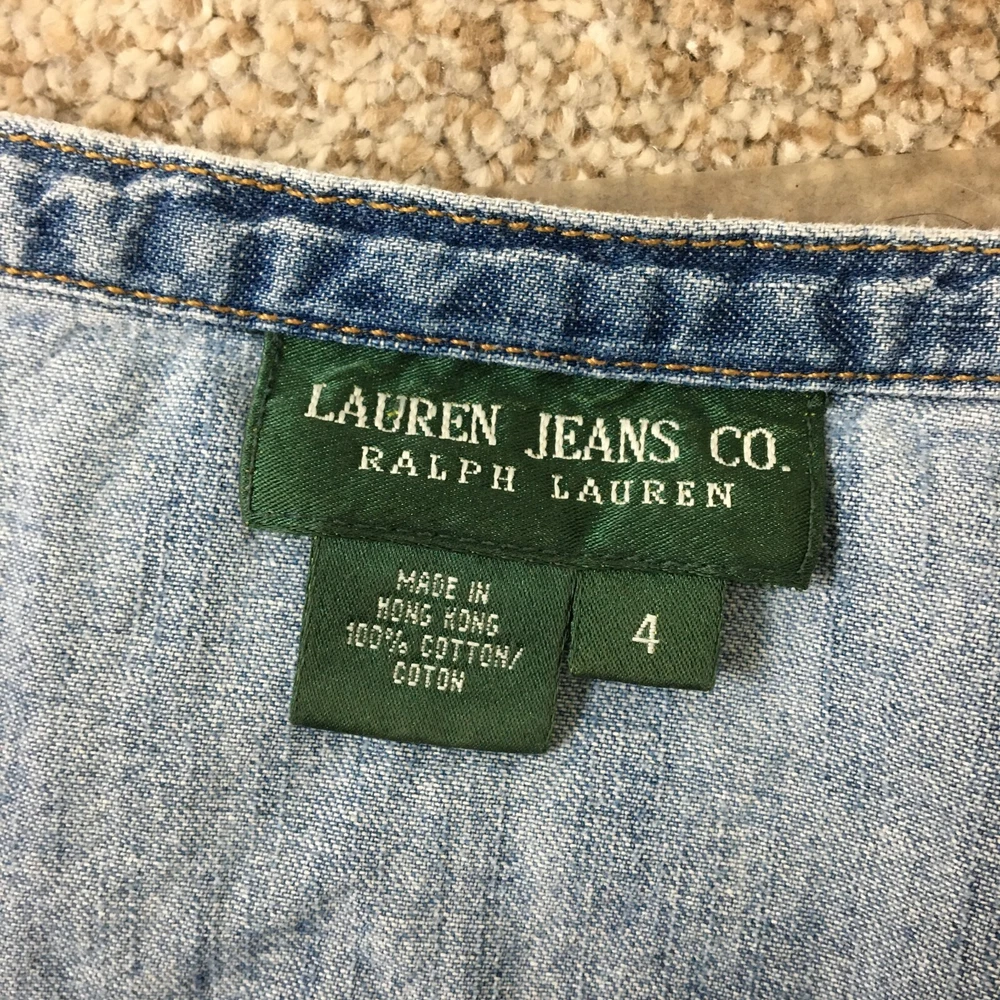 LAUREN JEANS CO.
RALPH LAUREN
MADE IN
HONG KONG
100% COTTON/
COTON
4